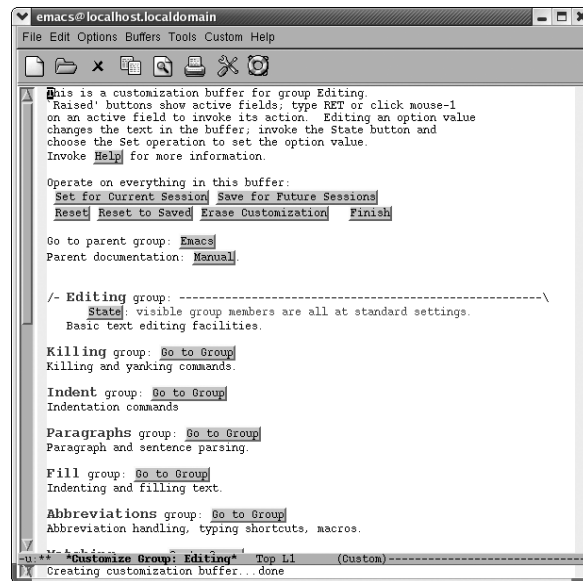 emacs@localhost.localdomain
File Edit Options Buffers Tools Custom Help
This is a customization buffer for group Editing.
`Raised' buttons show active fields; type RET or click mouse-1
on an active field to invoke its action.  Editing an option value
changes the text in the buffer; invoke the State button and
choose the Set operation to set the option value.
Invoke Help for more information.
Operate on everything in this buffer:
Set for Current Session Save for Future Sessions
Reset Reset to Saved Erase Customization Finish
Go to parent group: Emacs
Parent documentation: Manual.
/- Editing group: -------------------------------------------------------\
State: visible group members are all at standard settings.
Basic text editing facilities.
Killing group: Go to Group
Killing and yanking commands.
Indent group: Go to Group
Indentation commands
Paragraphs group: Go to Group
Paragraph and sentence parsing.
Fill group: Go to Group
Indenting and filling text.
Abbreviations group: Go to Group
Abbreviation handling, typing shortcuts, macros.
-u:** *Customize Group: Editing* Top L1 (Custom)--------------------------
Creating customization buffer...done